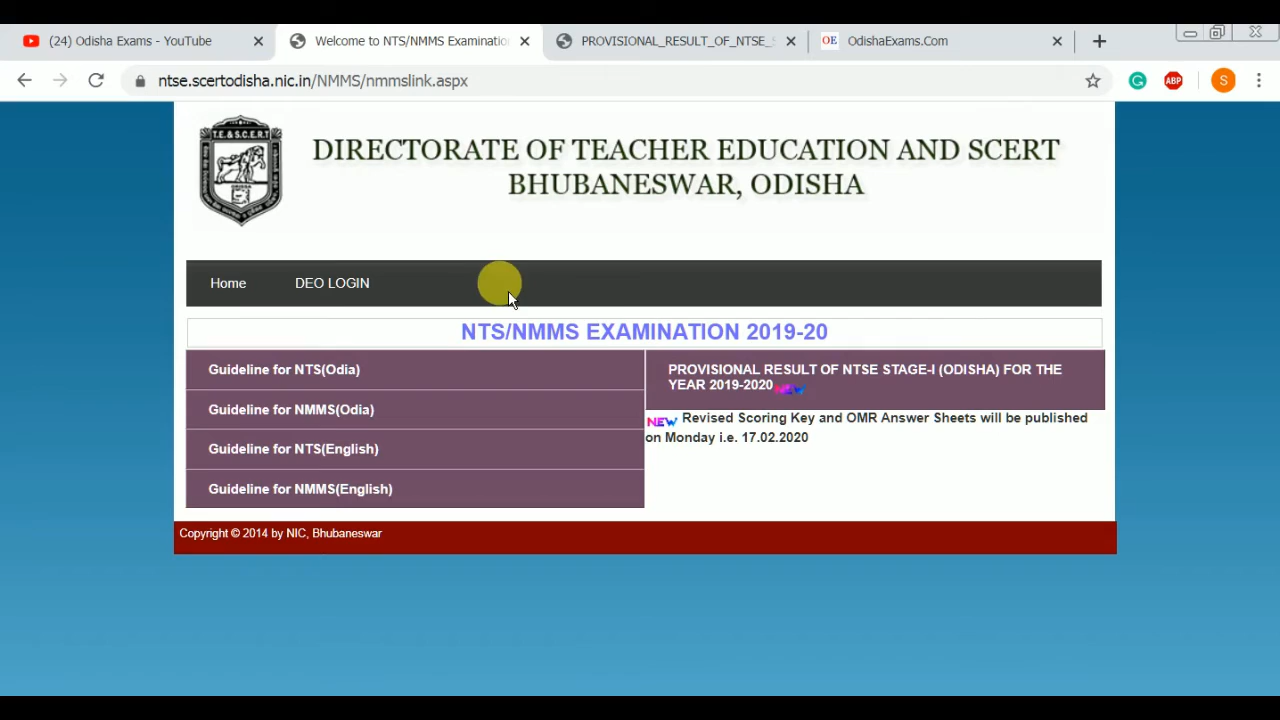 (24) Odisha Exams - YouTube
Welcome to NTS/NMMS Examinatio
PROVISIONAL_RESULT_OF_NTSE_
OE OdishaExams.Com
ntse.scertodisha.nic.in/NMMS/nmmslink.aspx
ABP
S
T.E.& S.C.E.R.T
DIRECTORATE OF TEACHER EDUCATION AND SCERT
BHUBANESWAR, ODISHA
Home DEO LOGIN
NTS/NMMS EXAMINATION 2019-20
Guideline for NTS(Odia)
Guideline for NMMS(Odia)
Guideline for NTS(English)
Guideline for NMMS(English)
PROVISIONAL RESULT OF NTSE STAGE-I (ODISHA) FOR THE
YEAR 2019-2020 NEW
NEW Revised Scoring Key and OMR Answer Sheets will be published
on Monday i.e. 17.02.2020
Copyright © 2014 by NIC, Bhubaneswar